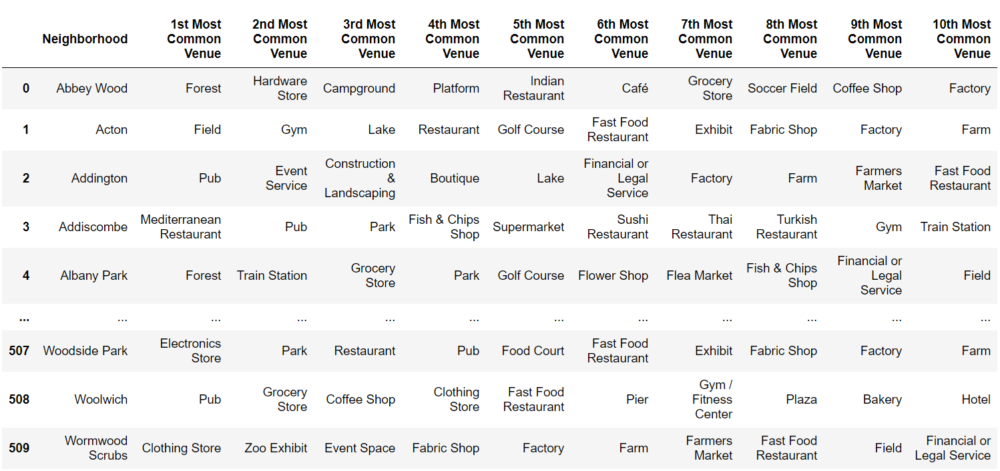 Neighborhood 1st Most Common Venue 2nd Most Common Venue 3rd Most Common Venue 4th Most Common Venue 5th Most Common Venue 6th Most Common Venue 7th Most Common Venue 8th Most Common Venue 9th Most Common Venue 10th Most Common Venue
0 Abbey Wood Forest Hardware Store Campground Platform Indian Restaurant Café Grocery Store Soccer Field Coffee Shop Factory
1 Acton Field Gym Lake Restaurant Golf Course Fast Food Restaurant Exhibit Fabric Shop Factory Farm
2 Addington Pub Event Service Construction & Landscaping Boutique Lake Financial or Legal Service Factory Farm Farmers Market Fast Food Restaurant
3 Addiscombe Mediterranean Restaurant Pub Park Fish & Chips Shop Supermarket Sushi Restaurant Thai Restaurant Turkish Restaurant Gym Train Station
4 Albany Park Forest Train Station Grocery Store Park Golf Course Flower Shop Flea Market Fish & Chips Shop Financial or Legal Service Field
... ... ... ... ... ... ... ... ... ... ... ...
507 Woodside Park Electronics Store Park Restaurant Pub Food Court Fast Food Restaurant Exhibit Fabric Shop Factory Farm
508 Woolwich Pub Grocery Store Coffee Shop Clothing Store Fast Food Restaurant Pier Gym / Fitness Center Plaza Bakery Hotel
509 Wormwood Scrubs Clothing Store Zoo Exhibit Event Space Fabric Shop Factory Farm Farmers Market Fast Food Restaurant Field Financial or Legal Service